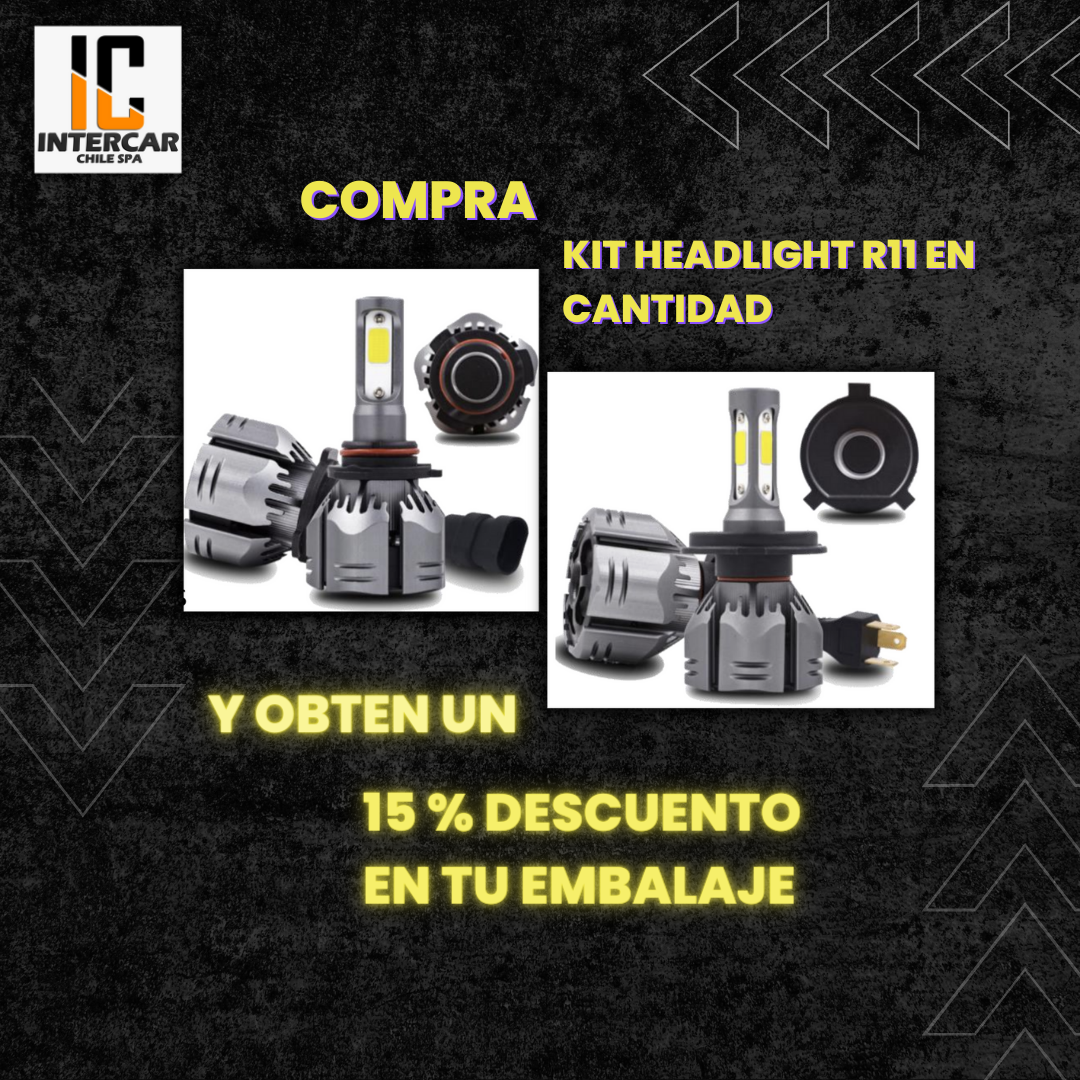 IC
INTERCAR
CHILE SPA
COMPRA
KIT HEADLIGHT R11 EN
CANTIDAD
Y OBTEN UN
15 % DESCUENTO
EN TU EMBALAJE